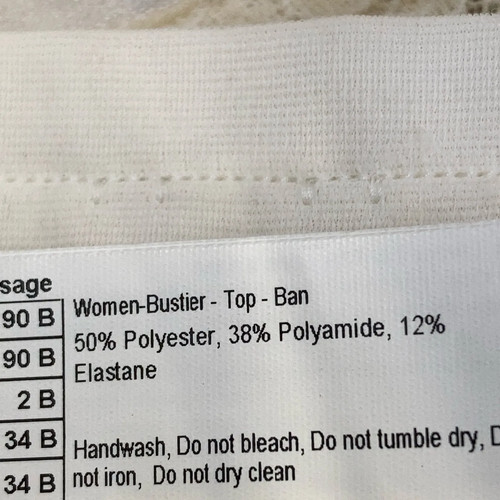 sage
90 B
90 B
2 B
34 B
34 B
Women-Bustier - Top - Ban
50% Polyester, 38% Polyamide, 12%
Elastane
Handwash, Do not bleach, Do not tumble dry, D
not iron, Do not dry clean